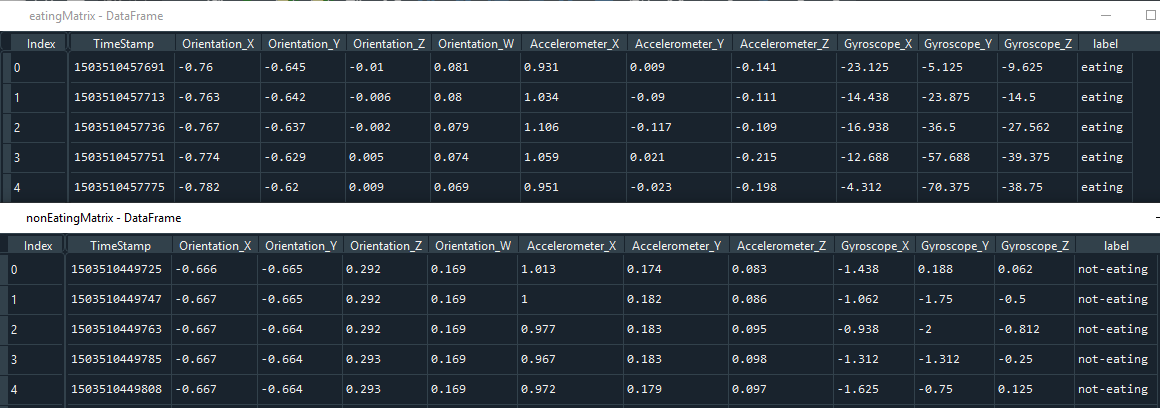 eatingMatrix - DataFrame
Index TimeStamp Orientation_X Orientation_Y Orientation_Z Orientation_W Accelerometer_X Accelerometer_Y Accelerometer_Z Gyroscope_X Gyroscope_Y Gyroscope_Z label
0 1503510457691 -0.76 -0.645 -0.01 0.081 0.931 0.009 -0.141 -23.125 -5.125 -9.625 eating
1 1503510457713 -0.763 -0.642 -0.006 0.08 1.034 -0.09 -0.111 -14.438 -23.875 -14.5 eating
2 1503510457736 -0.767 -0.637 -0.002 0.079 1.106 -0.117 -0.109 -16.938 -36.5 -27.562 eating
3 1503510457751 -0.774 -0.629 0.005 0.074 1.059 0.021 -0.215 -12.688 -57.688 -39.375 eating
4 1503510457775 -0.782 -0.62 0.009 0.069 0.951 -0.023 -0.198 -4.312 -70.375 -38.75 eating
nonEatingMatrix - DataFrame
Index TimeStamp Orientation_X Orientation_Y Orientation_Z Orientation_W Accelerometer_X Accelerometer_Y Accelerometer_Z Gyroscope_X Gyroscope_Y Gyroscope_Z label
0 1503510449725 -0.666 -0.665 0.292 0.169 1.013 0.174 0.083 -1.438 0.188 0.062 not-eating
1 1503510449747 -0.667 -0.665 0.292 0.169 1 0.182 0.086 -1.062 -1.75 -0.5 not-eating
2 1503510449763 -0.667 -0.664 0.292 0.169 0.977 0.183 0.095 -0.938 -2 -0.812 not-eating
3 1503510449785 -0.667 -0.664 0.293 0.169 0.967 0.183 0.098 -1.312 -1.312 -0.25 not-eating
4 1503510449808 -0.667 -0.664 0.293 0.169 0.972 0.179 0.097 -1.625 -0.75 0.125 not-eating